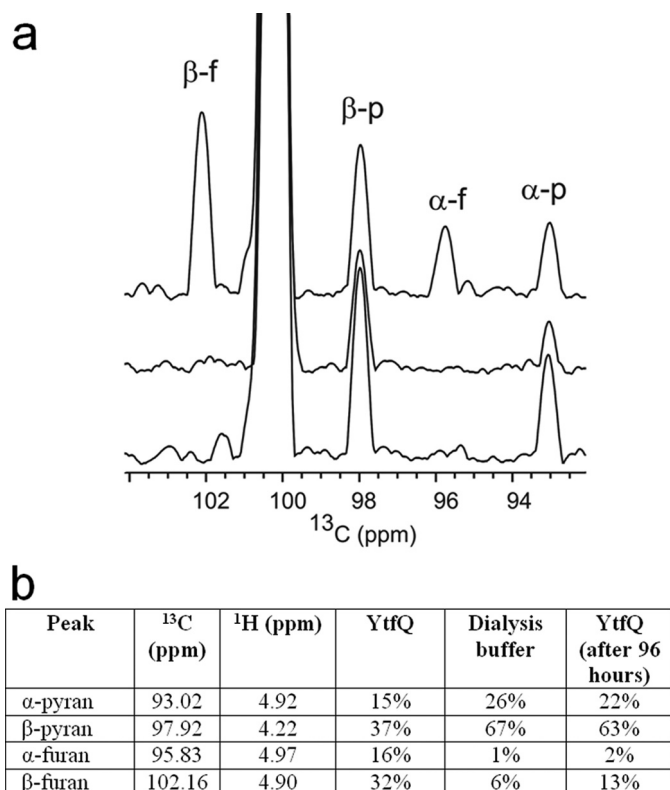 a
β-f
β-p
α-f
α-p
102 100 98 96 94
¹³C (ppm)
b
Peak ¹³C (ppm) ¹H (ppm) YtfQ Dialysis buffer YtfQ (after 96 hours)
α-pyran 93.02 4.92 15% 26% 22%
β-pyran 97.92 4.22 37% 67% 63%
α-furan 95.83 4.97 16% 1% 2%
β-furan 102.16 4.90 32% 6% 13%